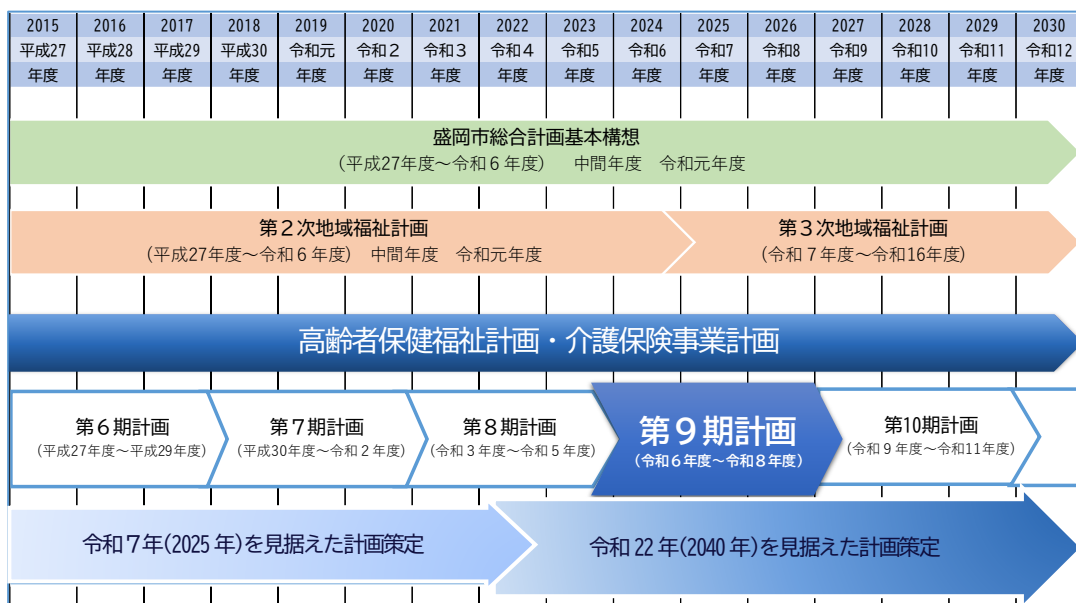 2015 2016 2017 2018 2019 2020 2021 2022 2023 2024 2025 2026 2027 2028 2029 2030
平成27 平成28 平成29 平成30 令和元 令和２ 令和３ 令和４ 令和5 令和6 令和7 令和8 令和9 令和10 令和11 令和12
年度 年度 年度 年度 年度 年度 年度 年度 年度 年度 年度 年度 年度 年度 年度 年度
盛岡市総合計画基本構想
(平成27年度～令和６年度)　中間年度　令和元年度
第２次地域福祉計画
(平成27年度～令和６年度)　中間年度　令和元年度
第３次地域福祉計画
(令和７年度～令和16年度)
高齢者保健福祉計画・介護保険事業計画
第６期計画
(平成27年度～平成29年度)
第７期計画
(平成30年度～令和２年度)
第８期計画
(令和３年度～令和５年度)
第９期計画
(令和６年度～令和８年度)
第10期計画
(令和９年度～令和11年度)
令和７年(2025 年)を見据えた計画策定
令和 22 年(2040 年)を見据えた計画策定